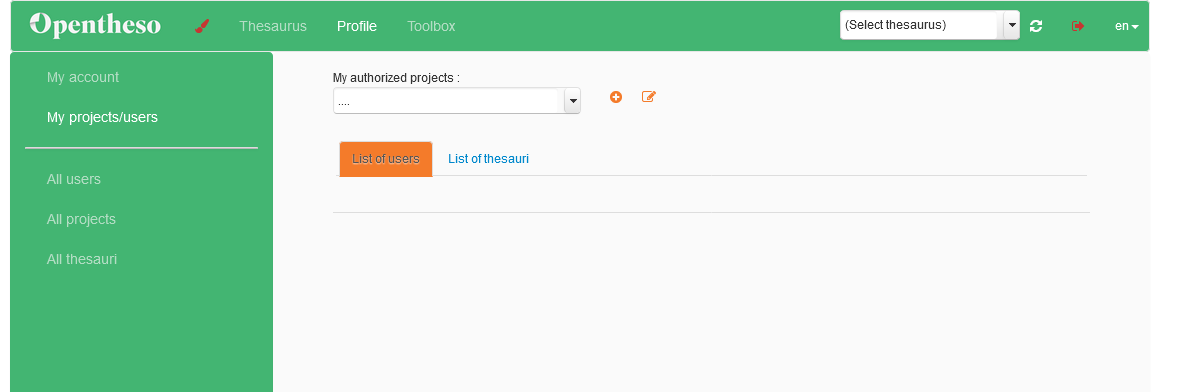 Opentheso Thesaurus Profile Toolbox (Select thesaurus) en
My account
My projects/users
All users
All projects
All thesauri
My authorized projects :
....
List of users List of thesauri